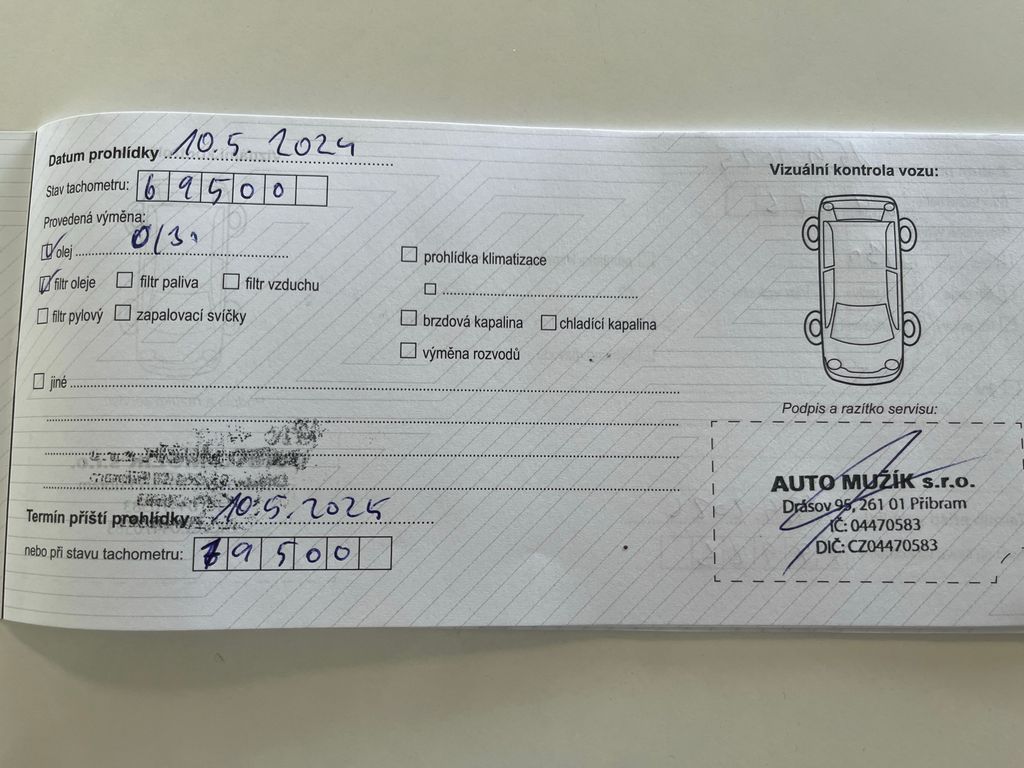 Datum prohlídky 10.5. 2024
Stav tachometru: 69500
Provedená výměna:
olej 0/30
filtr oleje filtr paliva filtr vzduchu
filtr pylový zapalovací svíčky
jiné
prohlídka klimatizace
brzdová kapalina chladící kapalina
výměna rozvodů
Termín příští prohlídky 10.5. 2025
nebo při stavu tachometru: 79500
Vizuální kontrola vozu:
Podpis a razítko servisu:
AUTO MUŽÍK s.r.o.
Drásov 95, 261 01 Příbram
IČ: 04470583
DIČ: CZ04470583